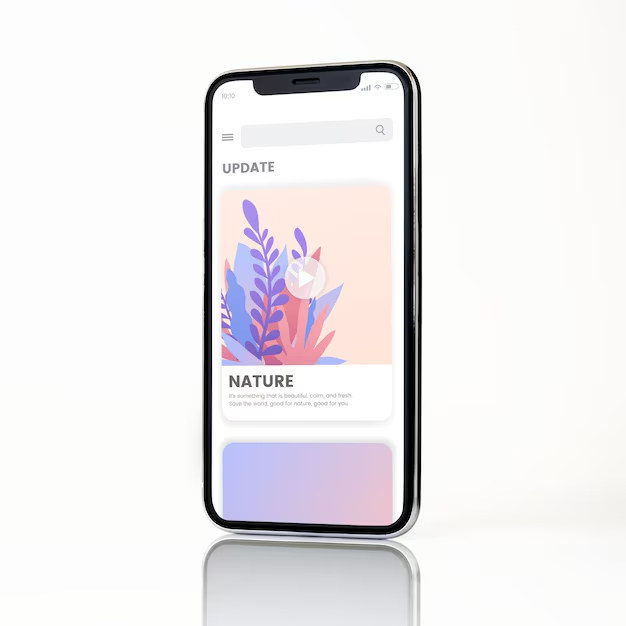 10:10
UPDATE
NATURE
It's something that is beautiful, calm, and fresh.
Save the world, good for nature, good for you